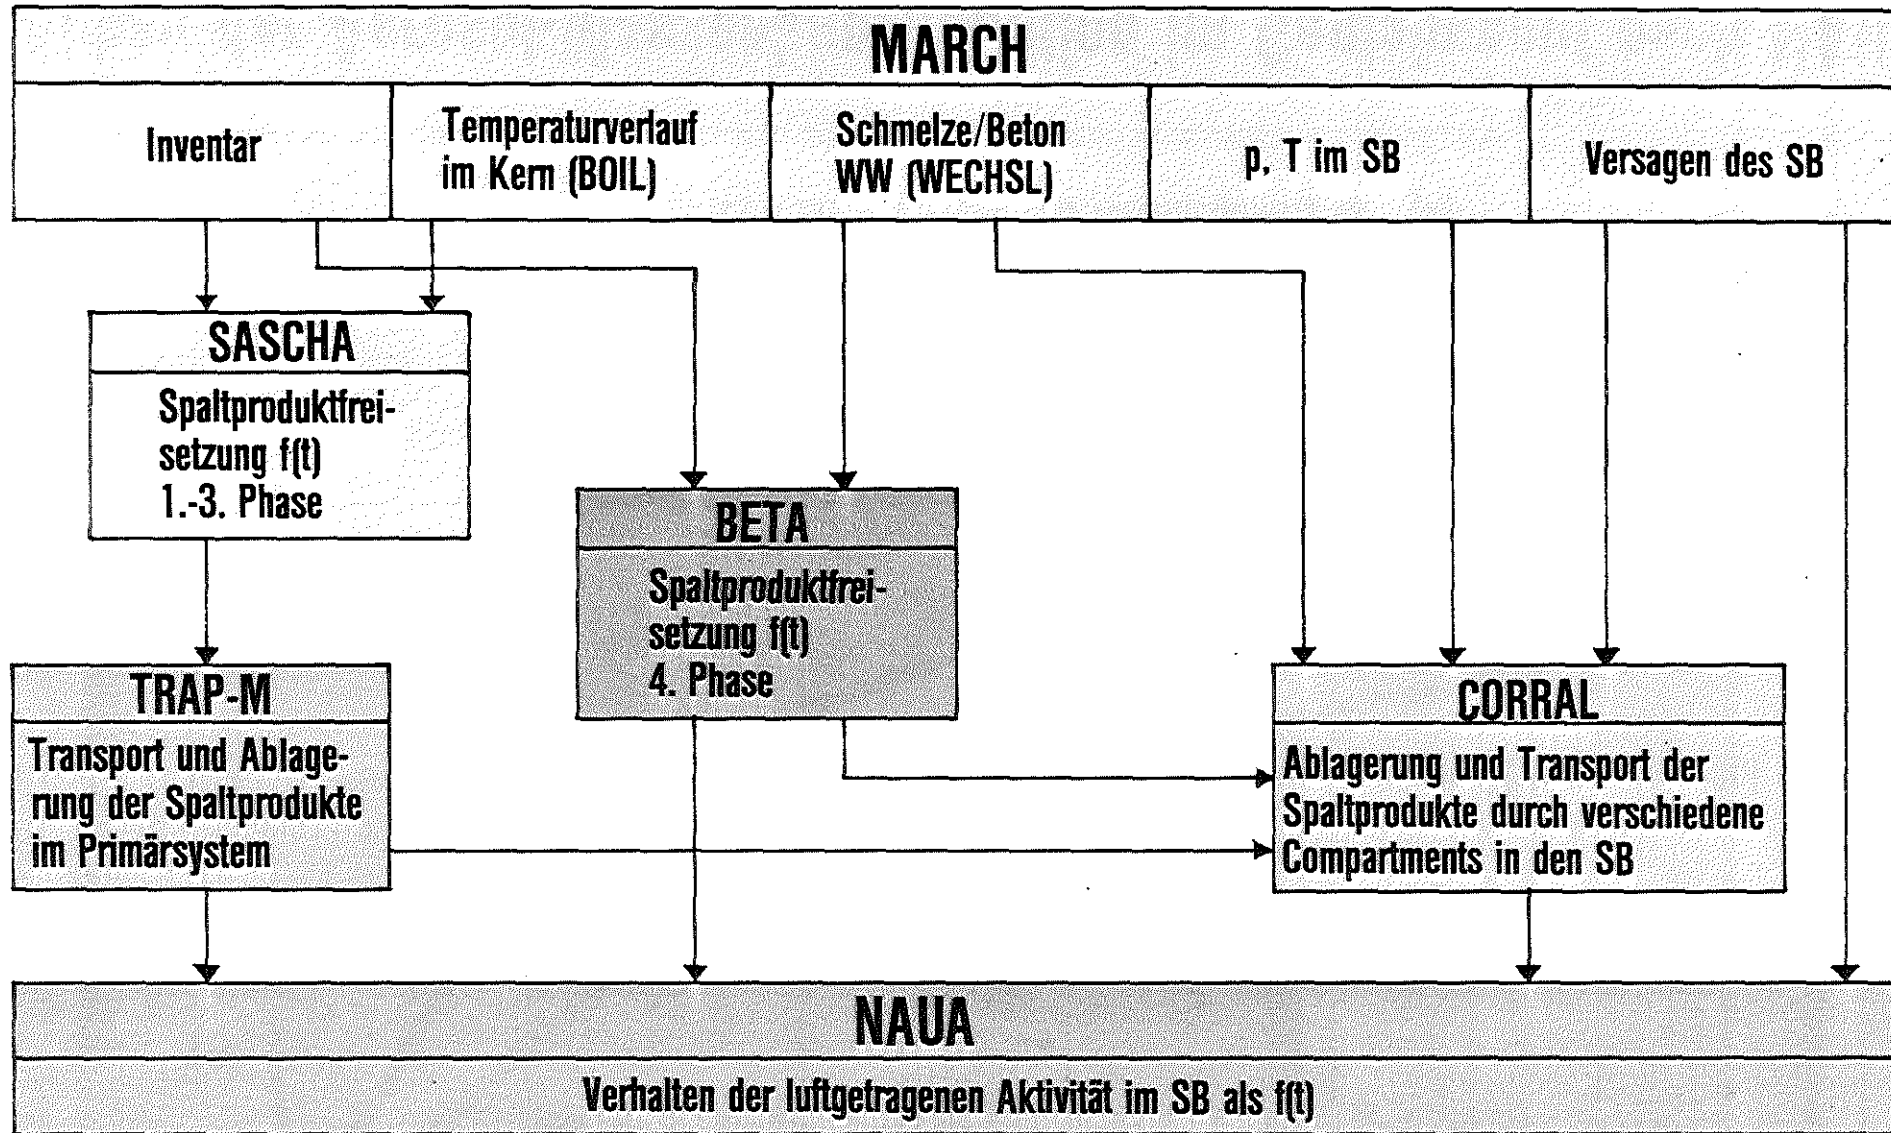 MARCH
Inventar
Temperaturverlauf
im Kern (BOIL)
Schmelze/Beton
WW (WECHSL)
p, T im SB
Versagen des SB
SASCHA
Spaltproduktfrei-
setzung f(t)
1.-3. Phase
BETA
Spaltproduktfrei-
setzung f(t)
4. Phase
TRAP-M
Transport und Ablage-
rung der Spaltprodukte
im Primärsystem
CORRAL
Ablagerung und Transport der
Spaltprodukte durch verschiedene
Compartments in den SB
NAUA
Verhalten der luftgetragenen Aktivität im SB als f(t)